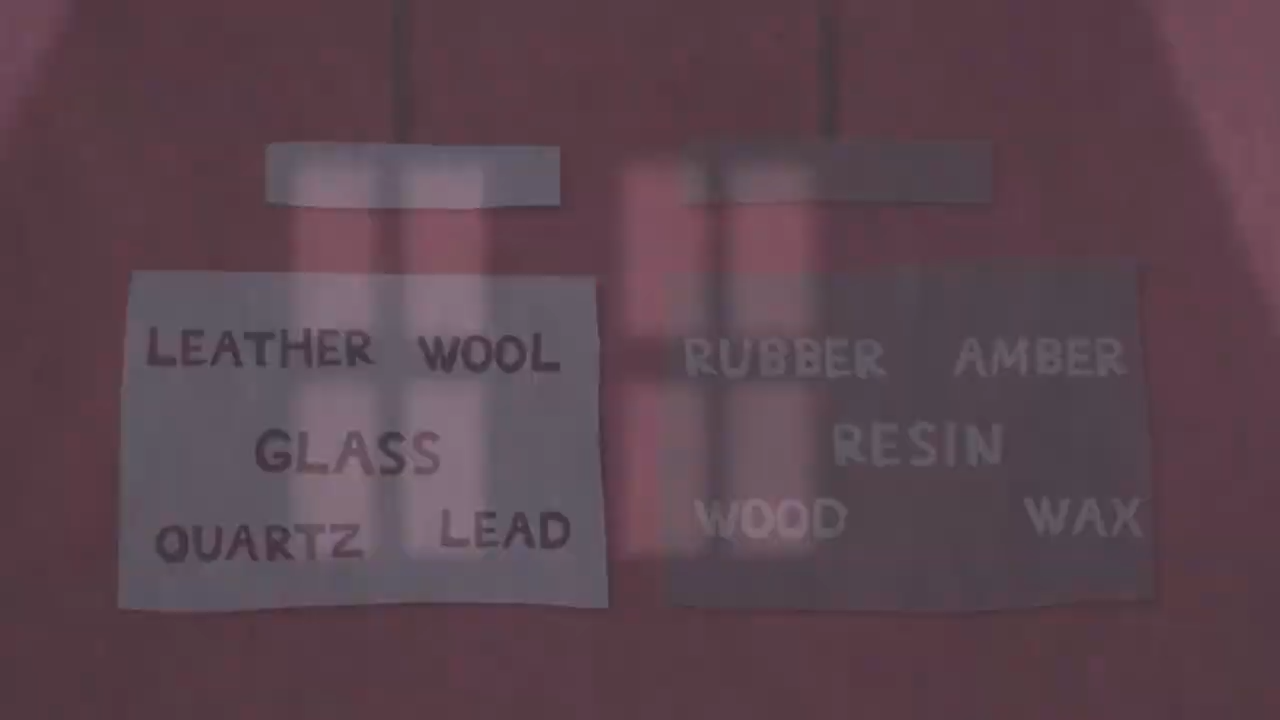 LEATHER WOOL
GLASS
QUARTZ LEAD
RUBBER AMBER
RESIN
WOOD WAX